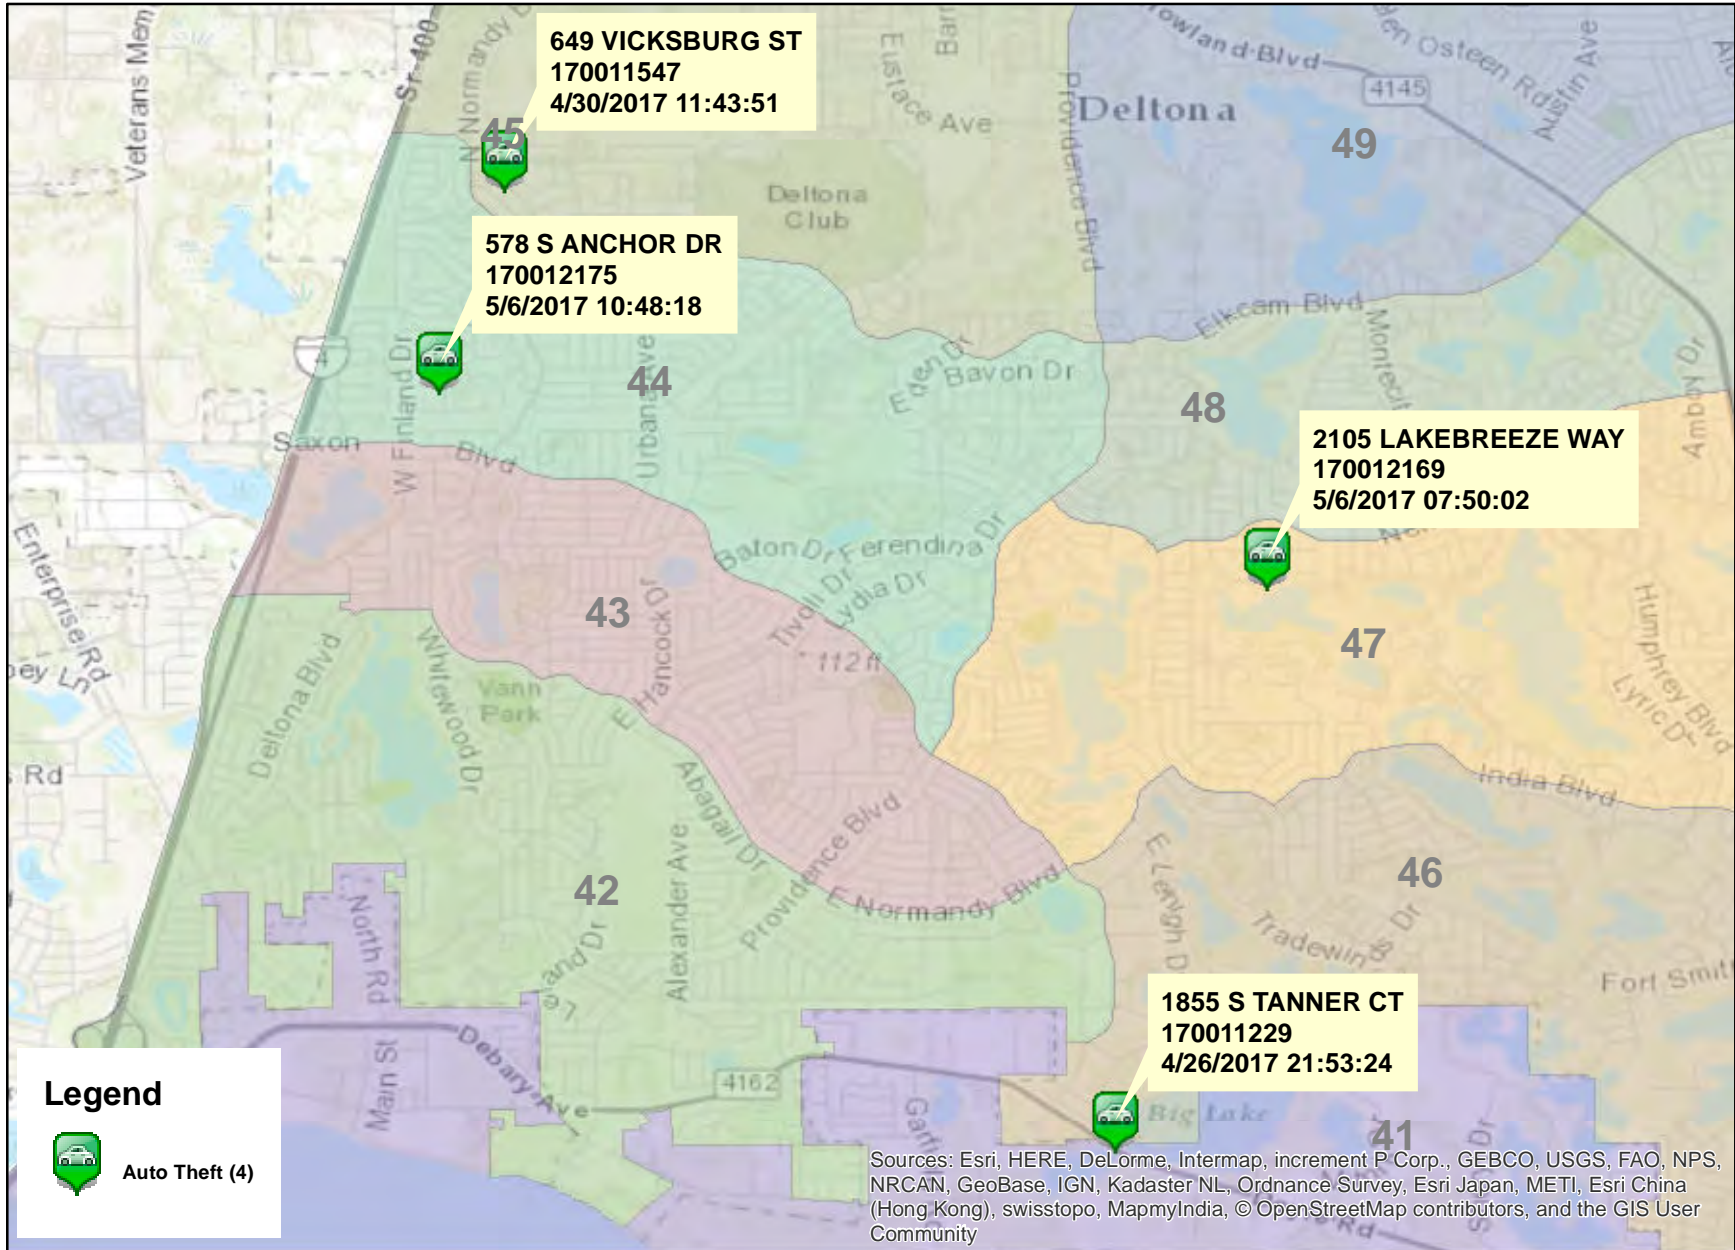 649 VICKSBURG ST
170011547
4/30/2017 11:43:51
578 S ANCHOR DR
170012175
5/6/2017 10:48:18
2105 LAKEBREEZE WAY
170012169
5/6/2017 07:50:02
1855 S TANNER CT
170011229
4/26/2017 21:53:24
Veterans Mem
Sr-400
N Normandy
Eustace Ave
Providence Blvd
Deltona
4145
Osteen Rd
Austin Ave
45
49
Deltona
Club
Elkcam Blvd
4
W Finland Dr
Urbana Ave
44
E Eden Dr
Bavon Dr
48
Amboy Dr
Saxon
Blvd
Enterprise Rd
Baton Dr
Ferendina Dr
Tivoli Dr
Lydia Dr
112 ft
43
E Hancock Dr
47
Humphrey Blvd
Lyric Dr
Deltona Blvd
Whitewood Dr
Vann
Park
Rd
India Blvd
Abagail Dr
Providence Blvd
Alexander Ave
E Normandy Blvd
42
46
North Rd
Main St
Debary Ave
4162
Fort Smit
Big Lake
41
Legend
Auto Theft (4)
Sources: Esri, HERE, DeLorme, Intermap, increment P Corp., GEBCO, USGS, FAO, NPS,
NRCAN, GeoBase, IGN, Kadaster NL, Ordnance Survey, Esri Japan, METI, Esri China
(Hong Kong), swisstopo, MapmyIndia, © OpenStreetMap contributors, and the GIS User
Community